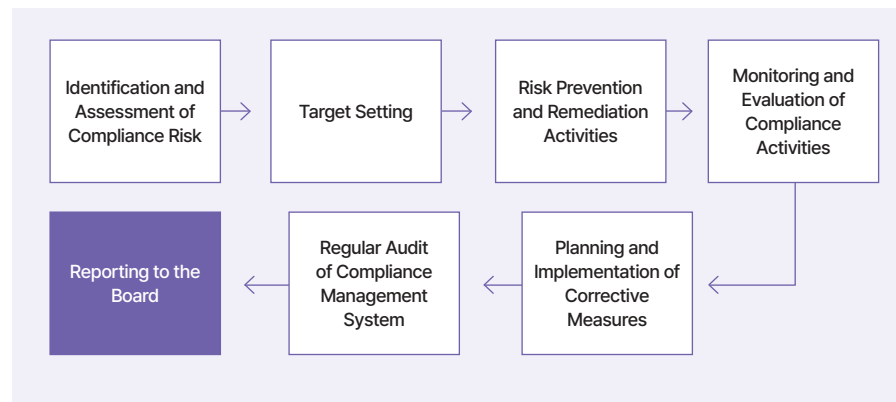 Identification and
Assessment of
Compliance Risk
Target Setting
Risk Prevention
and Remediation
Activities
Monitoring and
Evaluation of
Compliance
Activities
Planning and
Implementation of
Corrective
Measures
Regular Audit
of Compliance
Management
System
Reporting to the
Board